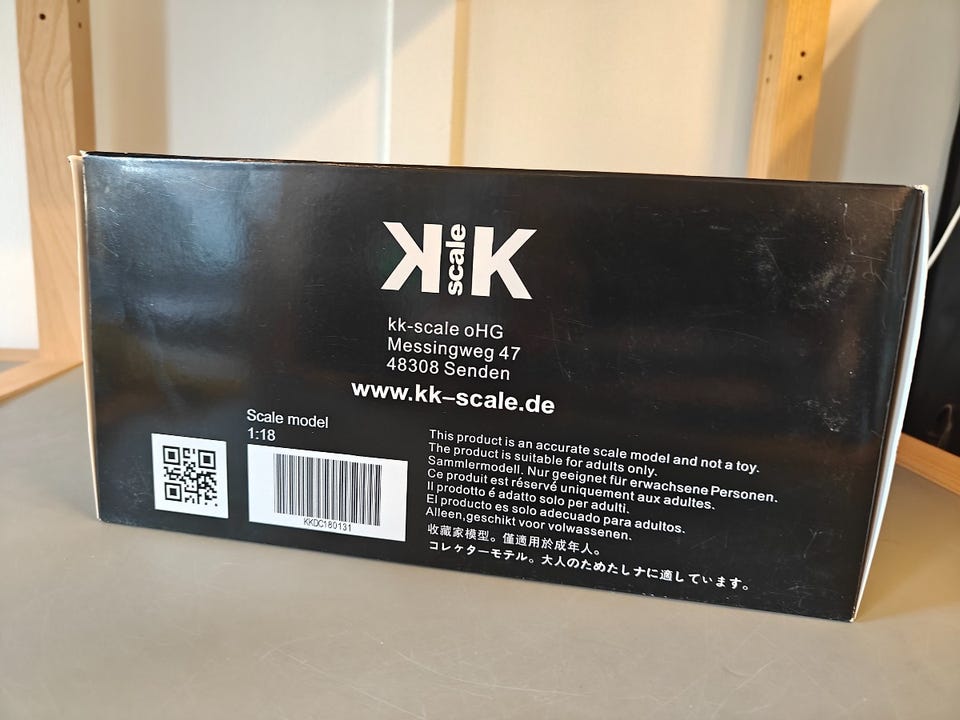 K scale K
kk-scale oHG
Messingweg 47
48308 Senden
www.kk–scale.de
Scale model
1:18
KKDC180131
This product is an accurate scale model and not a toy.
The product is suitable for adults only.
Sammlermodell. Nur geeignet für erwachsene Personen.
Ce produit est réservé uniquement aux adultes.
Il prodotto é adatto solo per adulti.
El producto es solo adecuado para adultos.
Alleen,geschikt voor volwassenen.
收藏家模型。僅適用於成年人。
コレケターモテル。大人のためたしナに適しています。